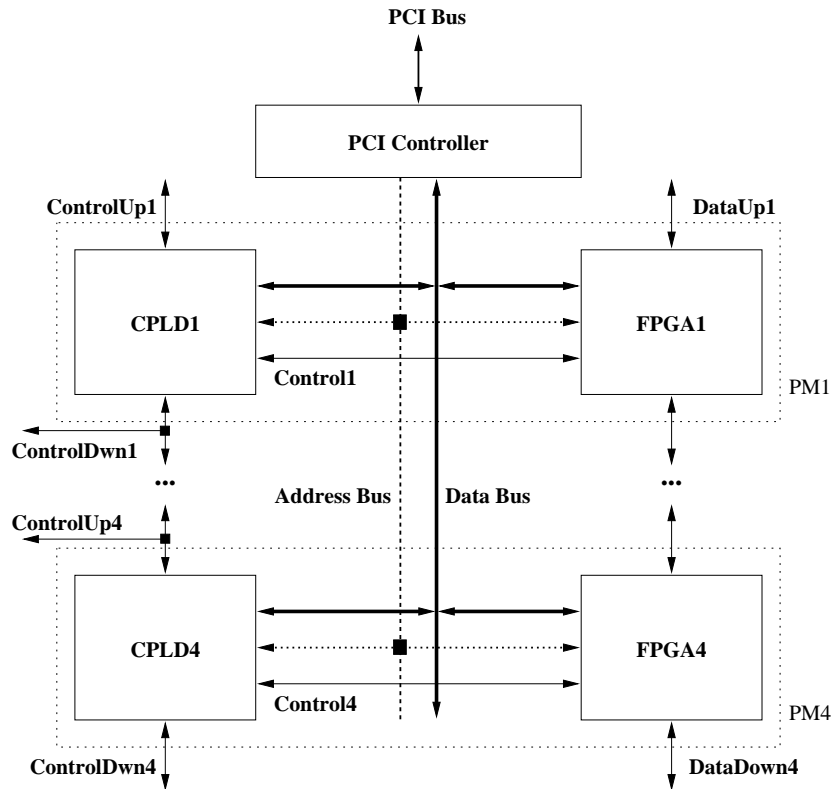 PCI Bus
PCI Controller
ControlUp1
DataUp1
CPLD1
FPGA1
Control1
PM1
ControlDwn1
...
...
Address Bus
Data Bus
ControlUp4
CPLD4
FPGA4
Control4
PM4
ControlDwn4
DataDown4